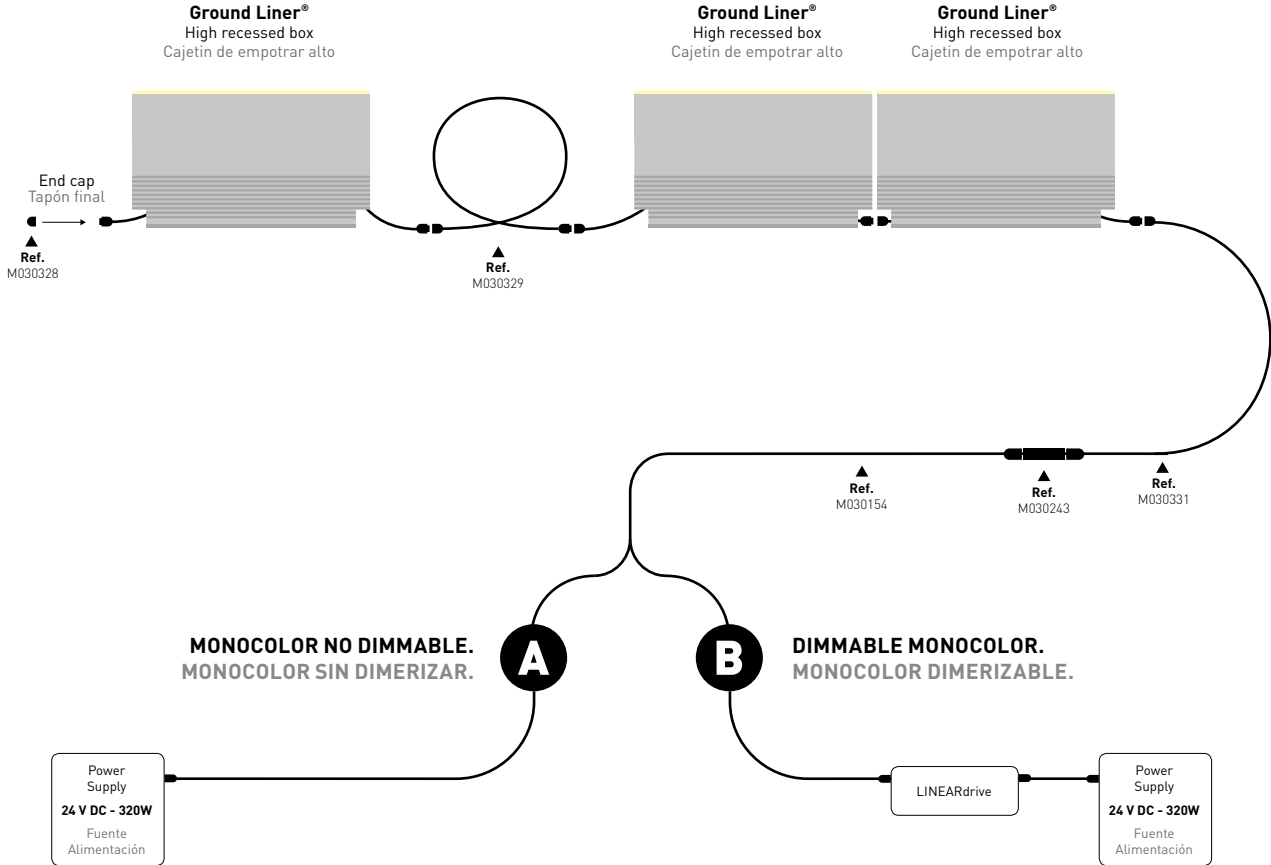 Ground Liner®
High recessed box
Cajetin de empotrar alto
Ground Liner®
High recessed box
Cajetin de empotrar alto
Ground Liner®
High recessed box
Cajetin de empotrar alto
End cap
Tapón final
Ref.
M030328
Ref.
M030329
Ref.
M030154
Ref.
M030243
Ref.
M030331
MONOCOLOR NO DIMMABLE.
MONOCOLOR SIN DIMERIZAR.
A
B
DIMMABLE MONOCOLOR.
MONOCOLOR DIMERIZABLE.
Power
Supply
24 V DC - 320W
Fuente
Alimentación
LINEARdrive
Power
Supply
24 V DC - 320W
Fuente
Alimentación